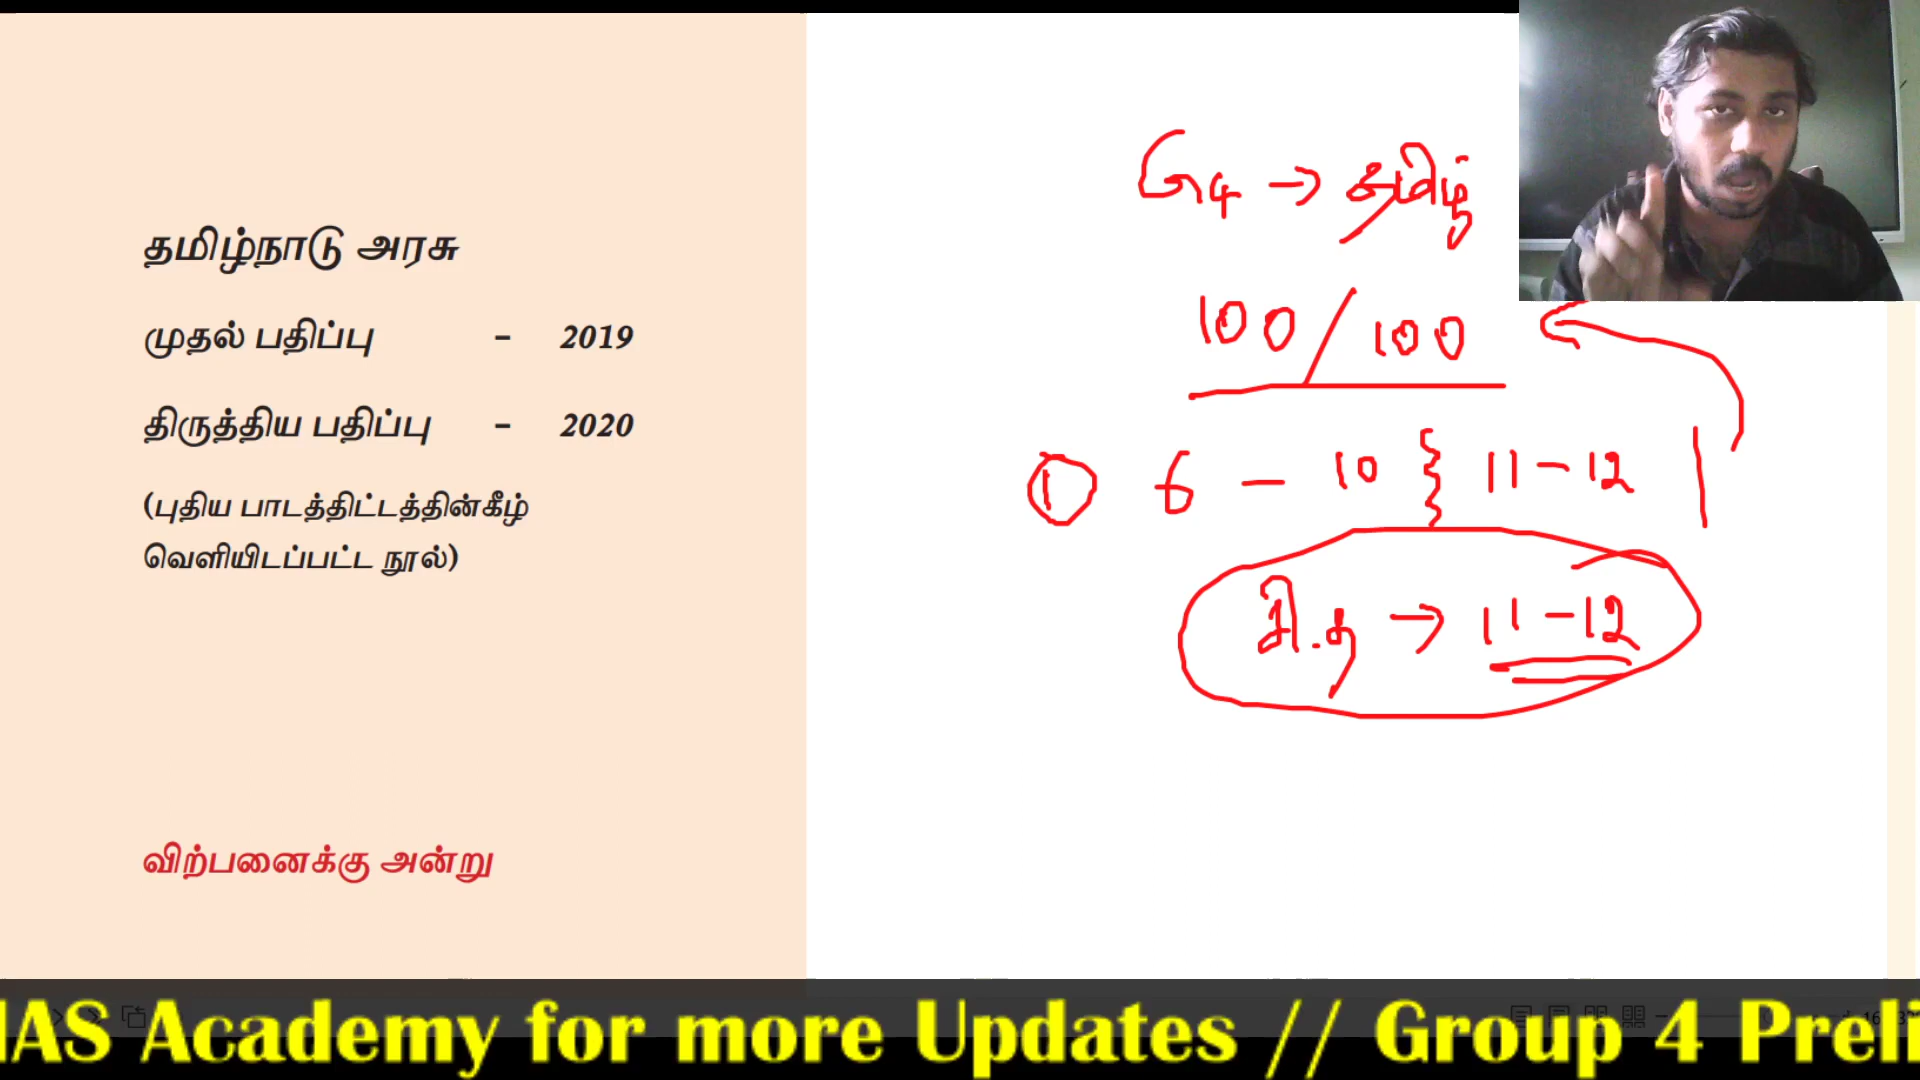 தமிழ்நாடு அரசு
முதல் பதிப்பு - 2019
திருத்திய பதிப்பு - 2020
(புதிய பாடத்திட்டத்தின்கீழ்
வெளியிடப்பட்ட நூல்)
விற்பனைக்கு அன்று
G4 → தமிழ்
100 / 100
1 6 - 10 } 11 - 12
→ 11 - 12
IAS Academy for more Updates // Group 4 Preli